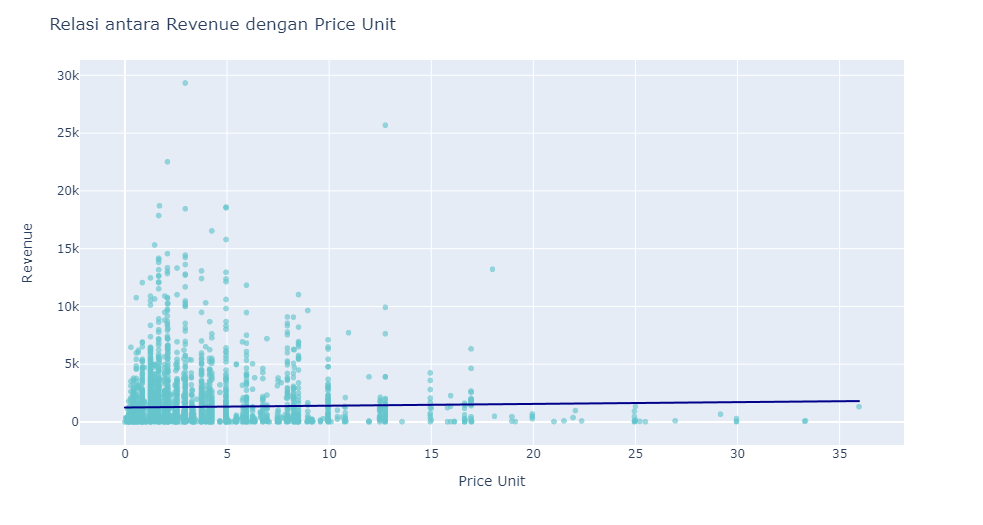 Relasi antara Revenue dengan Price Unit
30k
25k
20k
15k
10k
5k
0
Revenue
0 5 10 15 20 25 30 35
Price Unit